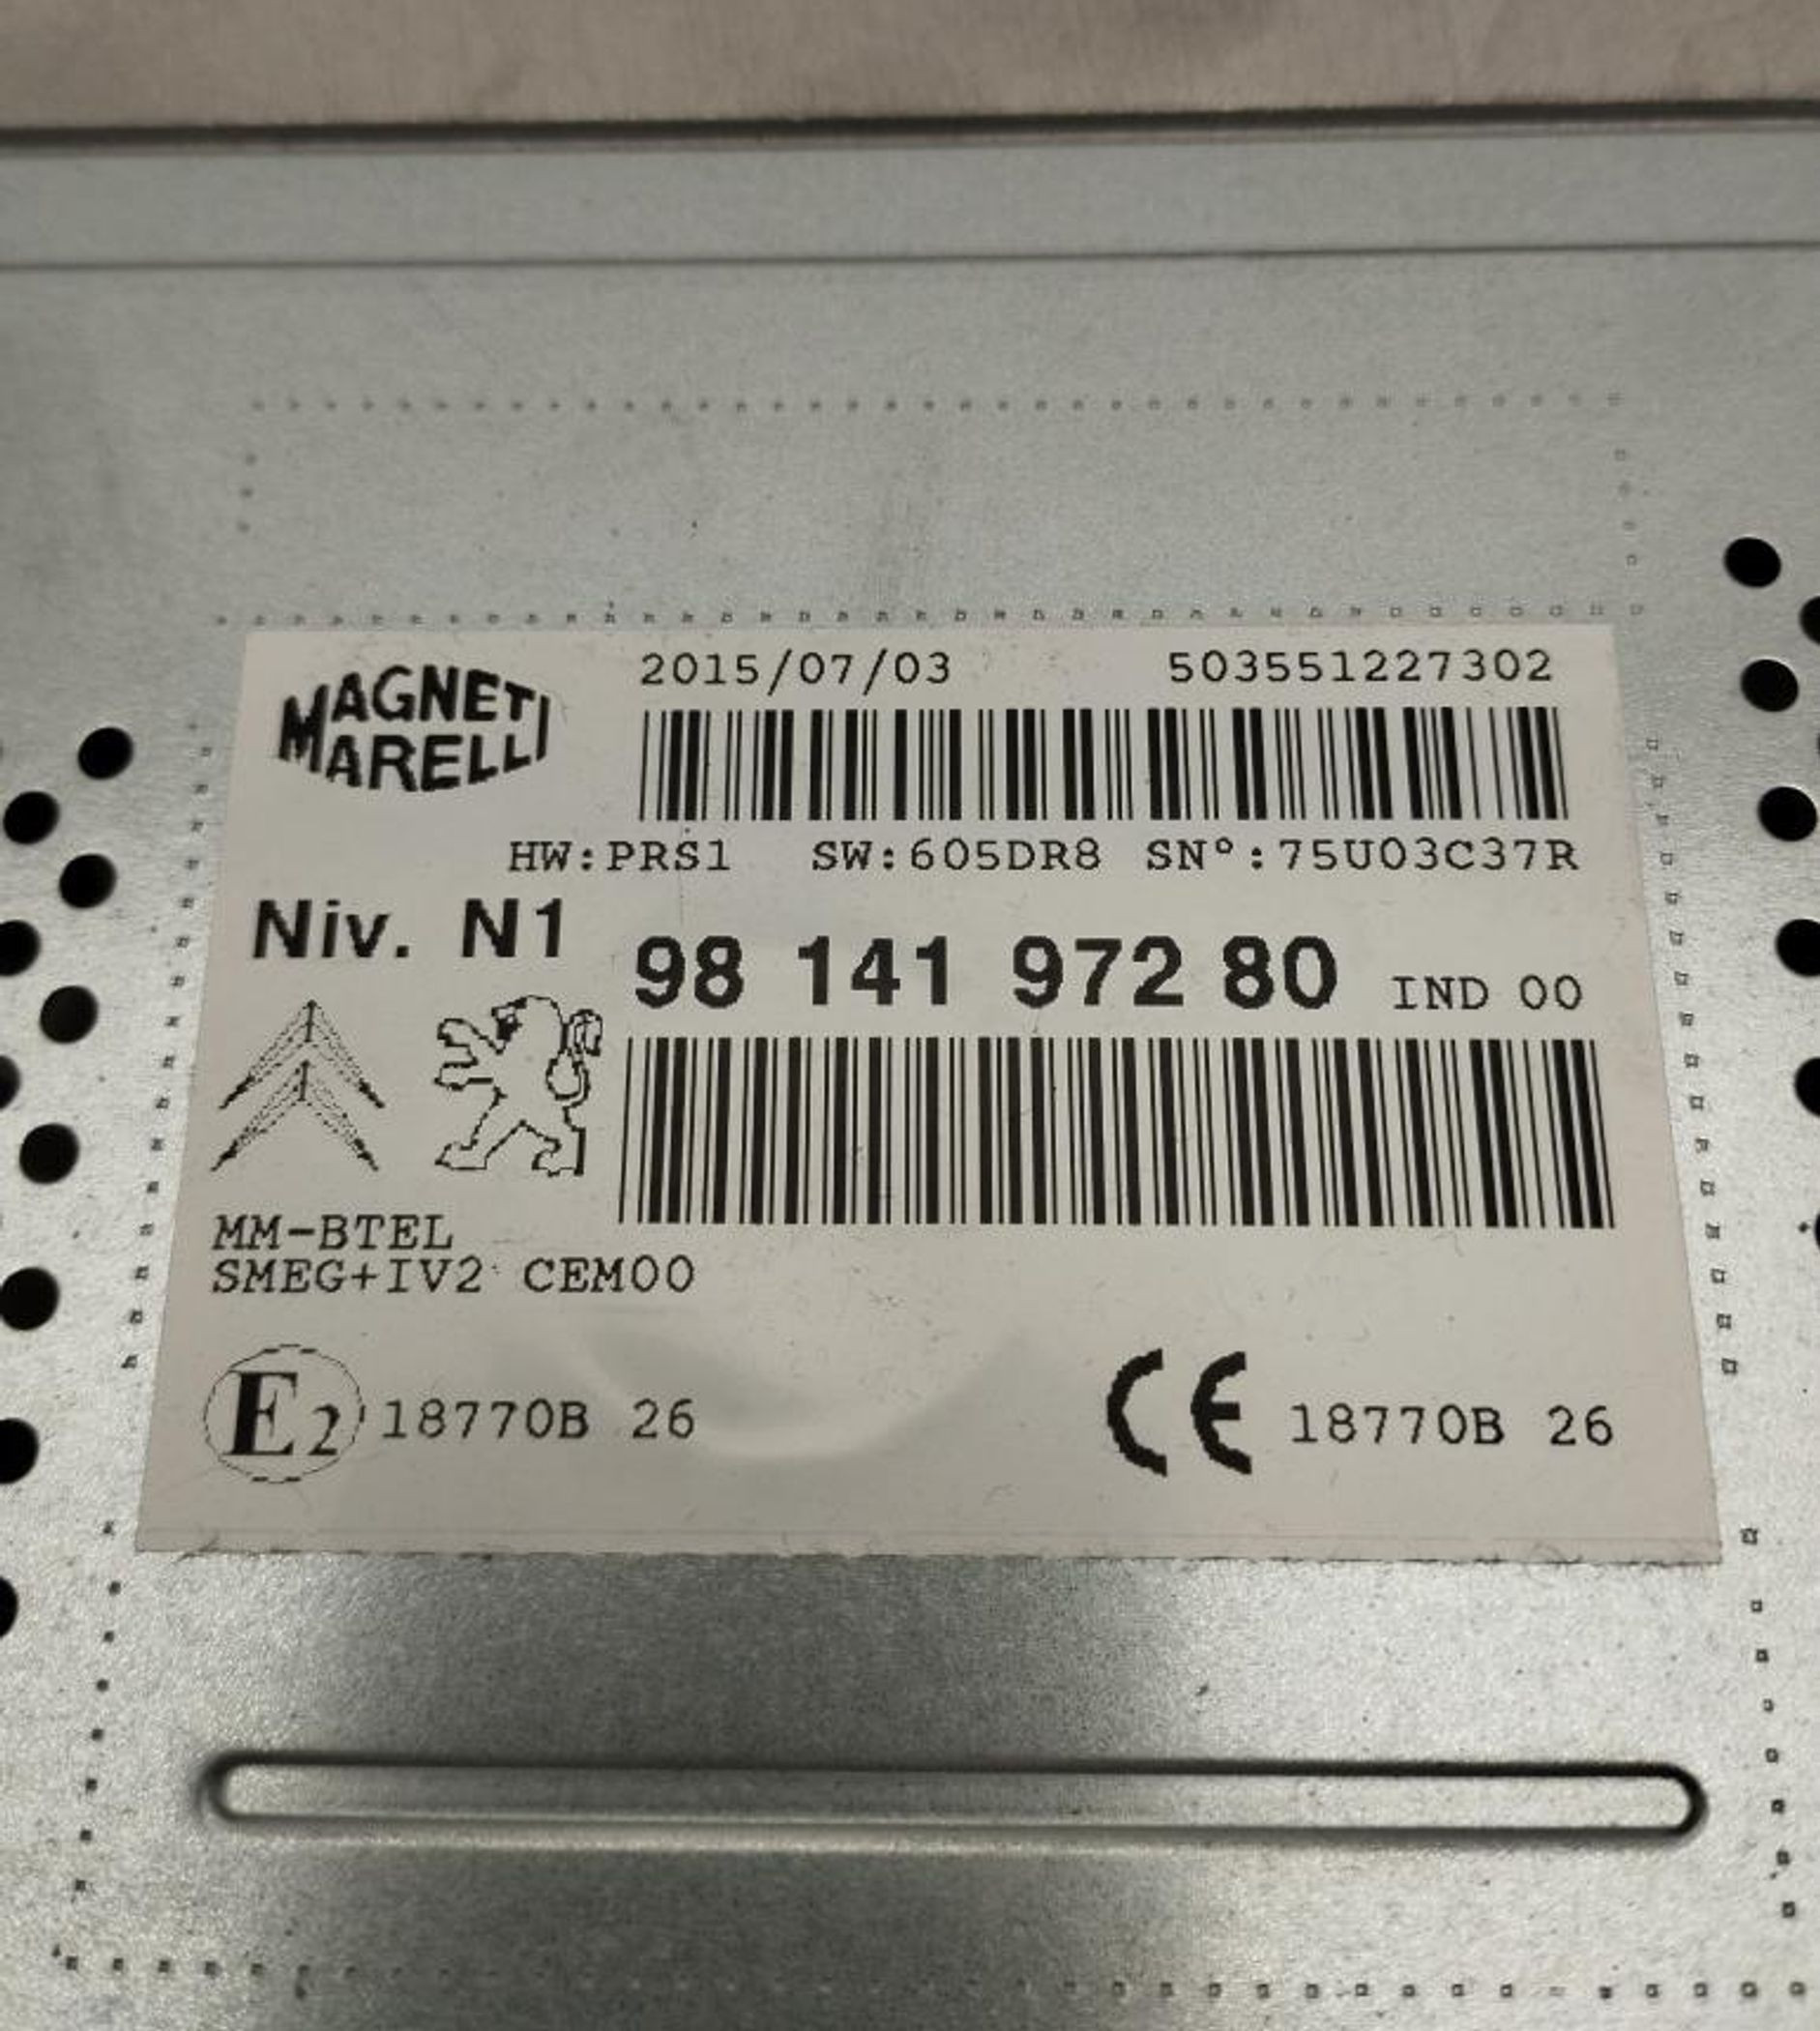 MAGNETI
MARELLI
2015/07/03 503551227302
HW:PRS1 SW:605DR8 SN°:75U03C37R
Niv. N1
98 141 972 80 IND 00
MM-BTEL
SMEG+IV2 CEM00
E2 18770B 26
CE 18770B 26